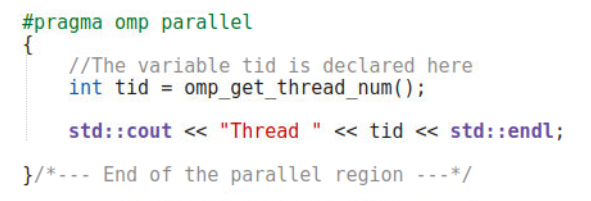 #pragma omp parallel
{
    //The variable tid is declared here
    int tid = omp_get_thread_num();
    std::cout << "Thread " << tid << std::endl;
}/*--- End of the parallel region ---*/